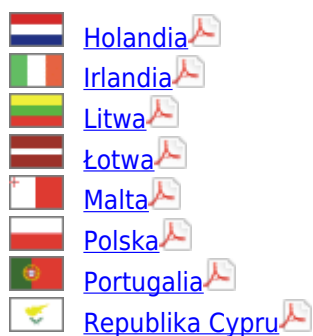 Holandia
Irlandia
Litwa
Łotwa
Malta
Polska
Portugalia
Republika Cypru